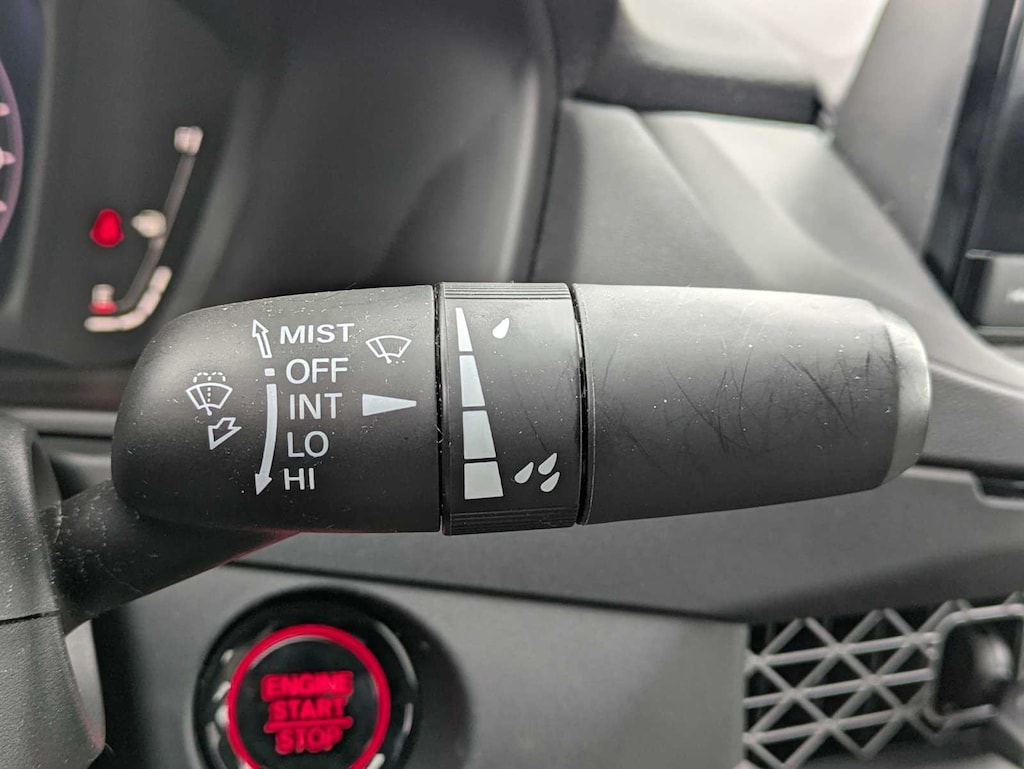 MIST
OFF
INT
LO
HI
ENGINE
START
STOP